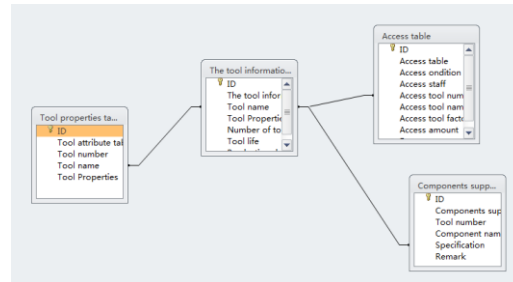 Tool properties ta...
ID
Tool attribute tal
Tool number
Tool name
Tool Properties
The tool informatio...
ID
The tool infor
Tool name
Tool Propertie
Number of to
Tool life
Access table
ID
Access table
Access ondition
Access staff
Access tool num
Access tool nam
Access tool facto
Access amount
Components supp...
ID
Components sup
Tool number
Component nam
Specification
Remark